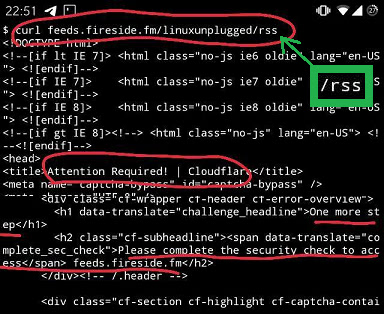 22:51 27
$ curl feeds.fireside.fm/linuxunplugged/rss
<!DOCTYPE html>
<!--[if lt IE 7]> <html class="no-js ie6 oldie" lang="en-US"> <![endif]-->
<!--[if IE 7]>    <html class="no-js ie7 oldie" lang="en-US"> <![endif]-->
<!--[if IE 8]>    <html class="no-js ie8 oldie" lang="en-US"> <![endif]-->
<!--[if gt IE 8]><!--> <html class="no-js" lang="en-US"> <!--<![endif]-->
/rss
<head>
<title>Attention Required! | Cloudflare</title>
<meta name="captcha-bypass" id="captcha-bypass" />
<div class="cf-wrapper cf-header cf-error-overview">
<h1 data-translate="challenge_headline">One more st
ep</h1>
<h2 class="cf-subheadline"><span data-translate="co
mplete_sec_check">Please complete the security check to acc
ess</span> feeds.fireside.fm</h2>
</div><!-- /.header -->
<div class="cf-section cf-highlight cf-captcha-contai